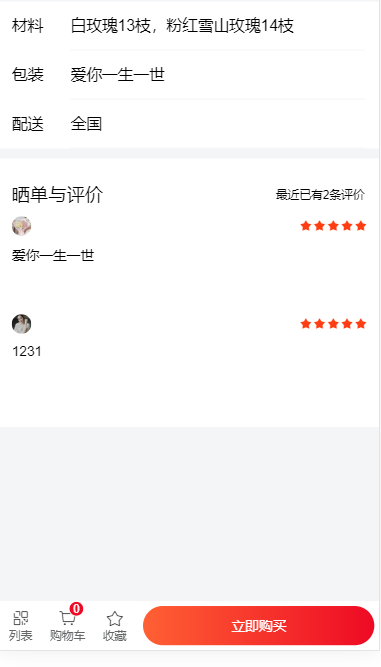 材料 白玫瑰13枝，粉红雪山玫瑰14枝
包装 爱你一生一世
配送 全国
晒单与评价 最近已有2条评价
爱你一生一世
1231
0
列表 购物车 收藏 立即购买